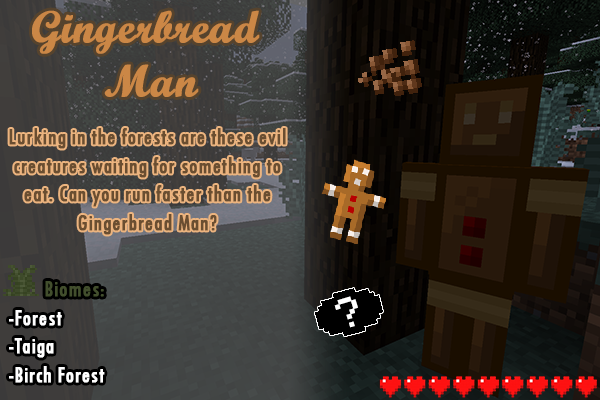 Gingerbread
Man
Lurking in the forests are these evil
creatures waiting for something to
eat. Can you run faster than the
Gingerbread Man?
Biomes:
-Forest
-Taiga
-Birch Forest
?